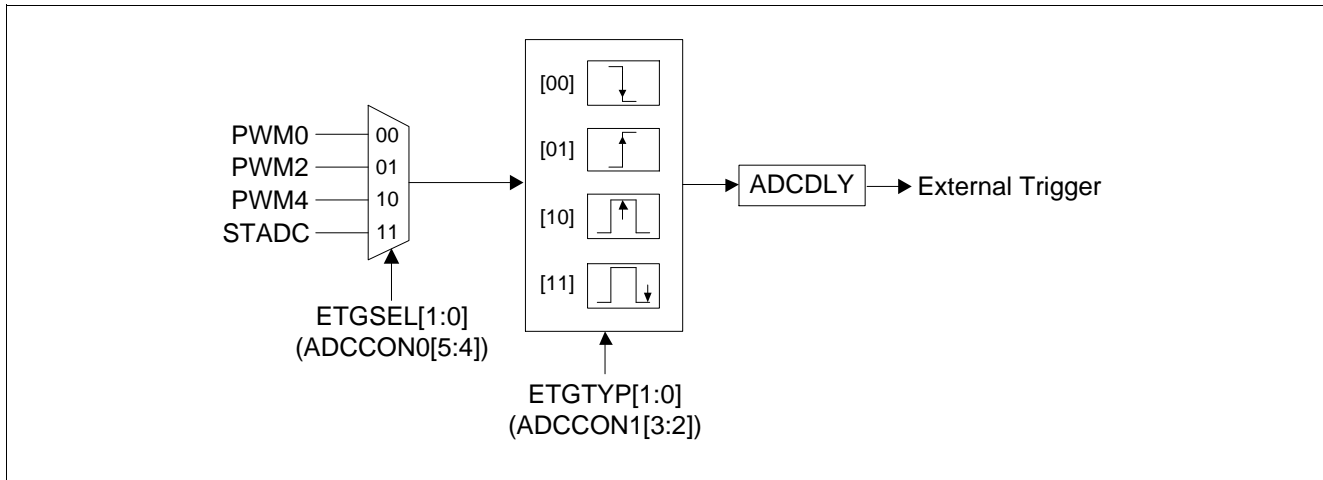 PWM0
PWM2
PWM4
STADC
00
01
10
11
ETGSEL[1:0]
(ADCCON0[5:4])
[00]
[01]
[10]
[11]
ETGTYP[1:0]
(ADCCON1[3:2])
ADCDLY
External Trigger